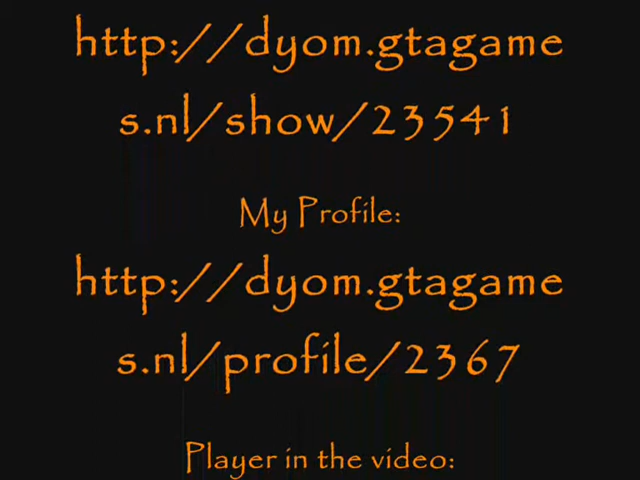 http://dyom.gtagame
s.nl/show/23541
My Profile:
http://dyom.gtagame
s.nl/profile/2367
Player in the video: